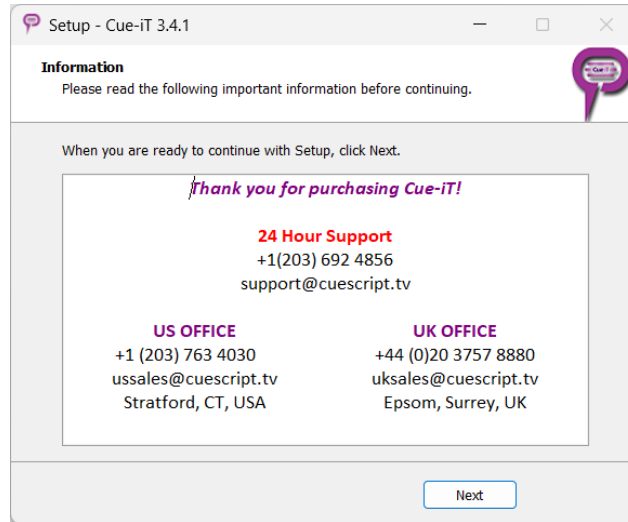 Setup - Cue-iT 3.4.1
Information
Please read the following important information before continuing.
Cue-iT
When you are ready to continue with Setup, click Next.
Thank you for purchasing Cue-iT!
24 Hour Support
+1(203) 692 4856
support@cuescript.tv
US OFFICE
+1 (203) 763 4030
ussales@cuescript.tv
Stratford, CT, USA
UK OFFICE
+44 (0)20 3757 8880
uksales@cuescript.tv
Epsom, Surrey, UK
Next